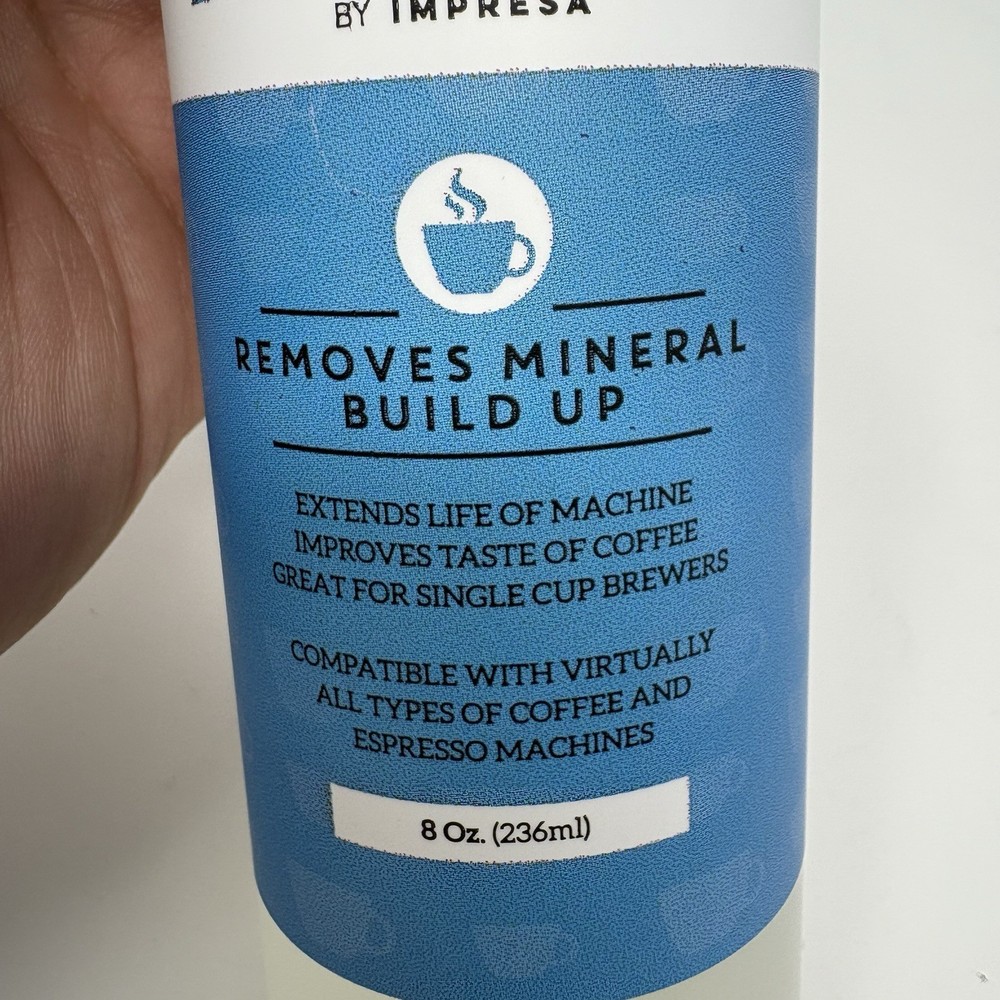 BY IMPRESA
REMOVES MINERAL
BUILD UP
EXTENDS LIFE OF MACHINE
IMPROVES TASTE OF COFFEE
GREAT FOR SINGLE CUP BREWERS
COMPATIBLE WITH VIRTUALLY
ALL TYPES OF COFFEE AND
ESPRESSO MACHINES
8 Oz. (236ml)